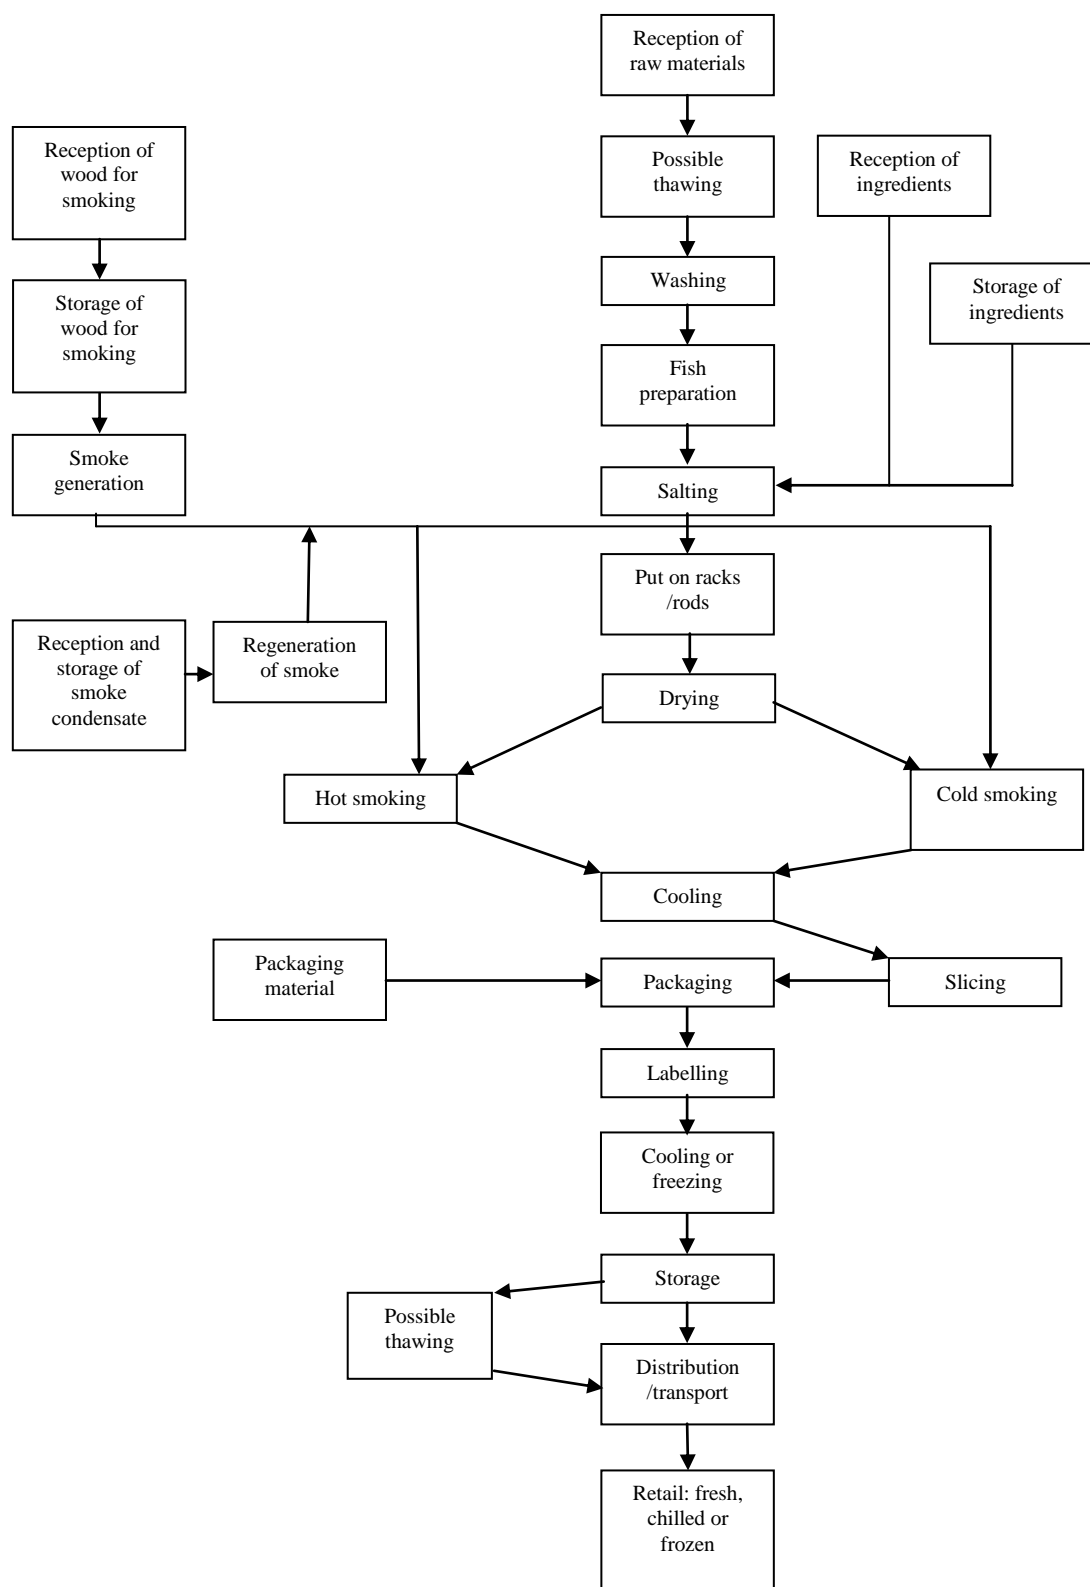 Reception of
raw materials
Reception of
wood for
smoking
Possible
thawing
Reception of
ingredients
Washing
Storage of
ingredients
Storage of
wood for
smoking
Fish
preparation
Smoke
generation
Salting
Put on racks
/rods
Reception and
storage of
smoke
condensate
Regeneration
of smoke
Drying
Hot smoking
Cold smoking
Cooling
Packaging
material
Packaging
Slicing
Labelling
Cooling or
freezing
Storage
Possible
thawing
Distribution
/transport
Retail: fresh,
chilled or
frozen